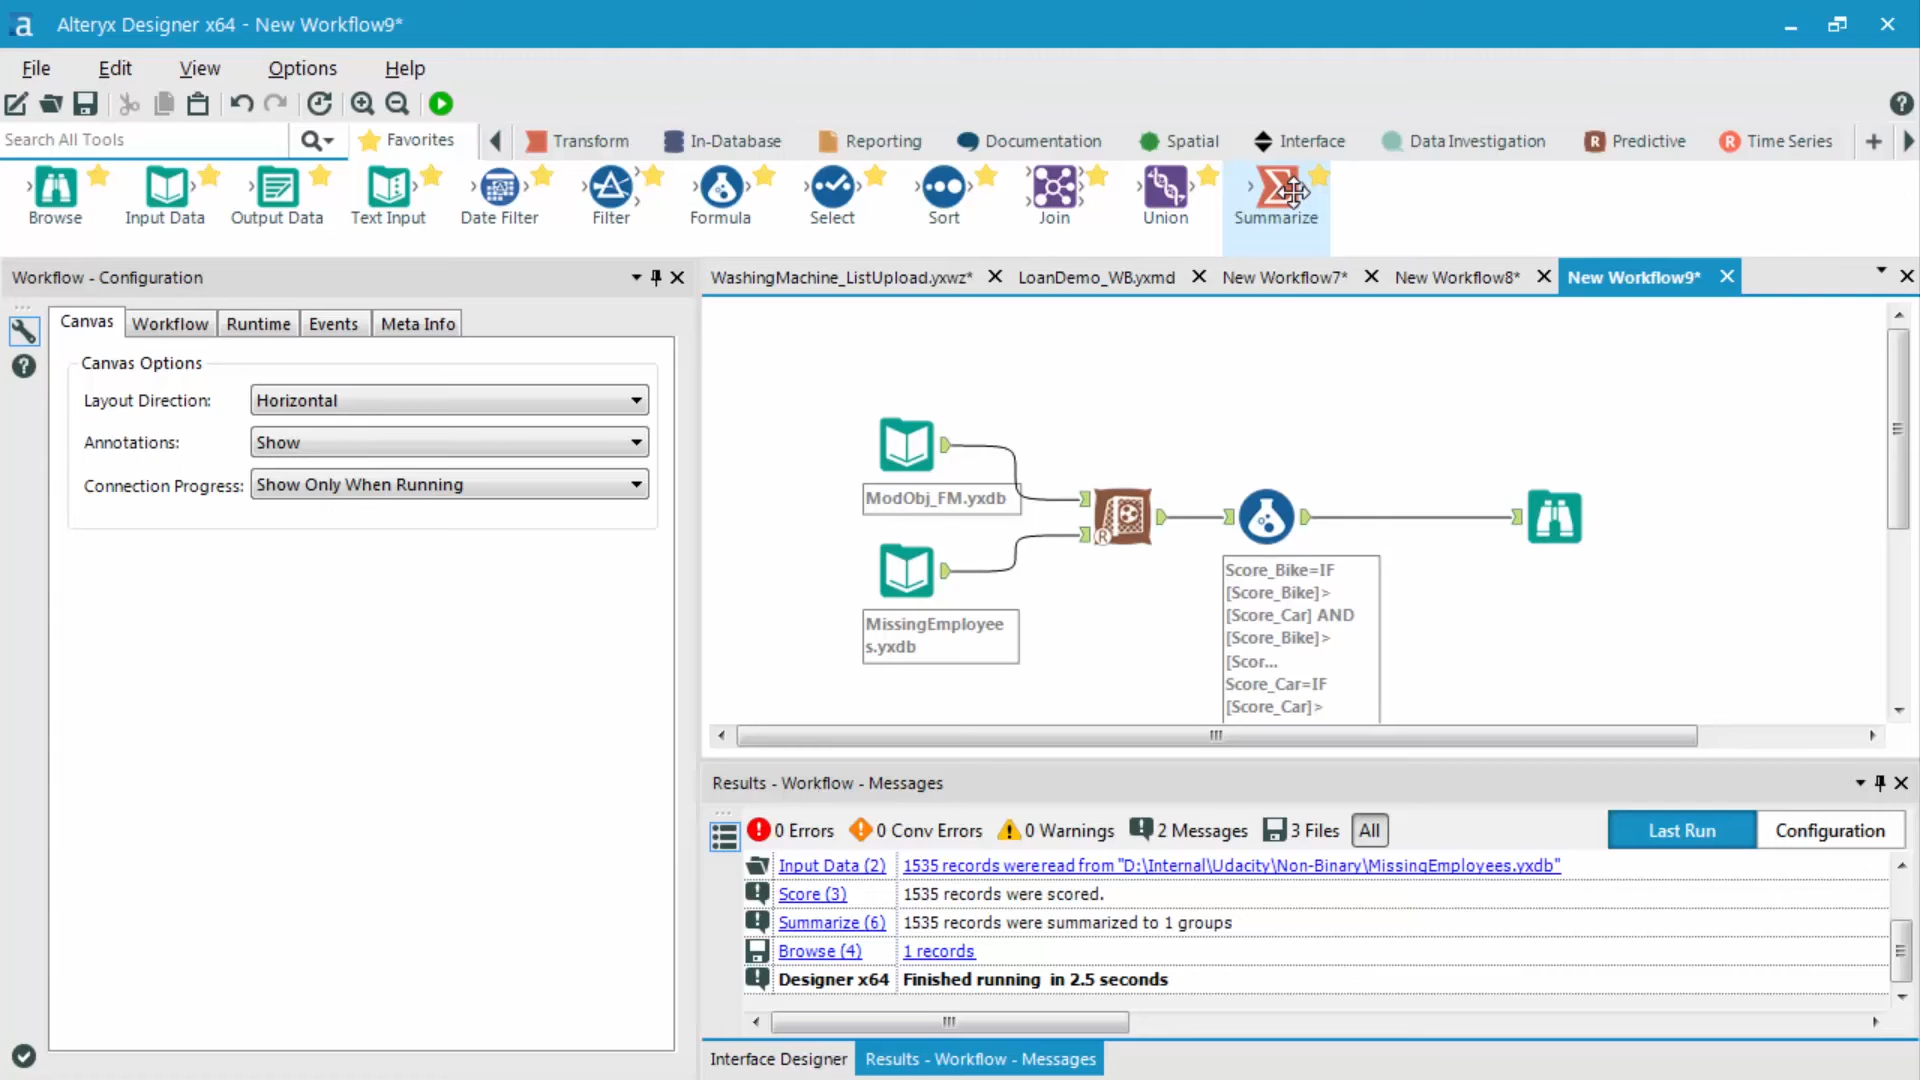 a Alteryx Designer x64 - New Workflow9*
File Edit View Options Help
Search All Tools Favorites Transform In-Database Reporting Documentation Spatial Interface Data Investigation R Predictive R Time Series
Browse Input Data Output Data Text Input Date Filter Filter Formula Select Sort Join Union Summarize
Workflow - Configuration
WashingMachine_ListUpload.yxwz* LoanDemo_WB.yxmd New Workflow7* New Workflow8* New Workflow9*
Canvas Workflow Runtime Events Meta Info
Canvas Options
Layout Direction: Horizontal
Annotations: Show
Connection Progress: Show Only When Running
ModObj_FM.yxdb
R
MissingEmployee
s.yxdb
Score_Bike=IF
[Score_Bike]>
[Score_Car] AND
[Score_Bike]>
[Scor...
Score_Car=IF
[Score_Car]>
Results - Workflow - Messages
0 Errors 0 Conv Errors 0 Warnings 2 Messages 3 Files All Last Run Configuration
Input Data (2) 1535 records were read from "D:\Internal\Udacity\Non-Binary\MissingEmployees.yxdb"
Score (3) 1535 records were scored.
Summarize (6) 1535 records were summarized to 1 groups
Browse (4) 1 records
Designer x64 Finished running in 2.5 seconds
Interface Designer Results - Workflow - Messages